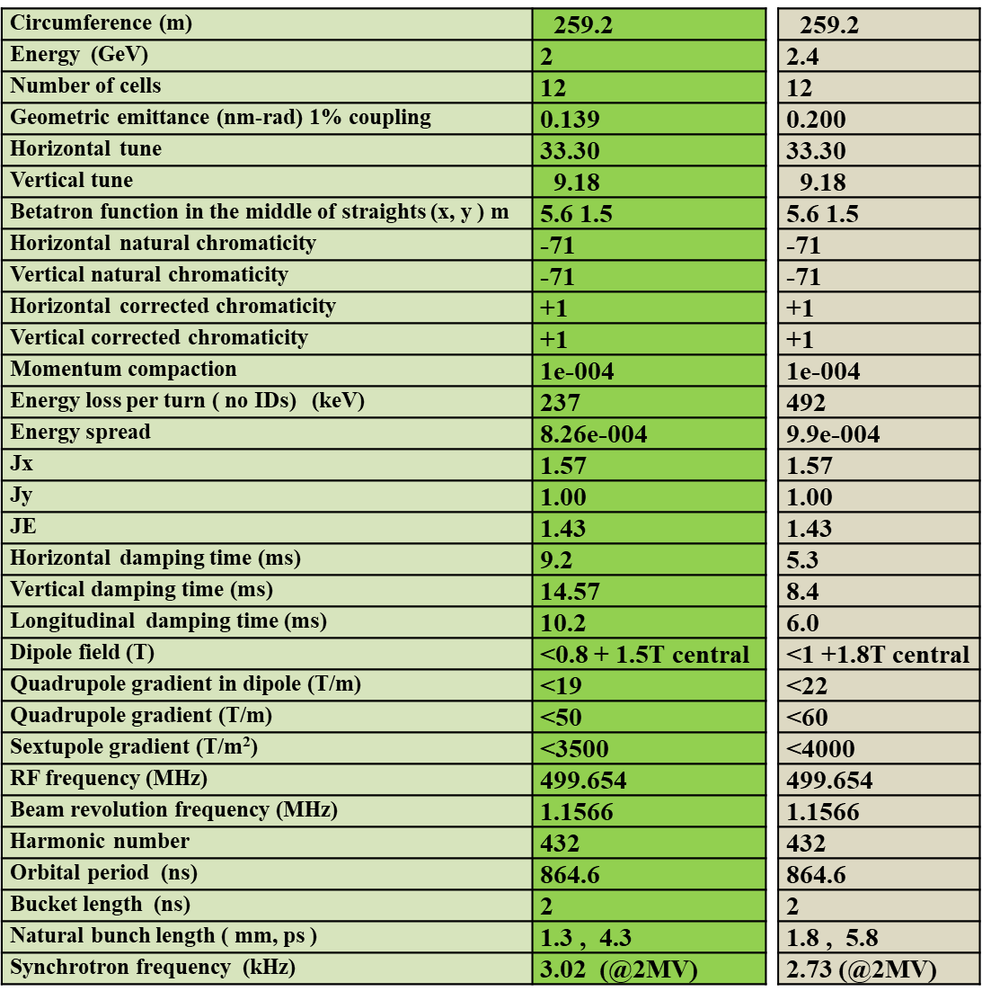 Circumference (m) 259.2 259.2
Energy (GeV) 2 2.4
Number of cells 12 12
Geometric emittance (nm-rad) 1% coupling 0.139 0.200
Horizontal tune 33.30 33.30
Vertical tune 9.18 9.18
Betatron function in the middle of straights (x, y ) m 5.6 1.5 5.6 1.5
Horizontal natural chromaticity -71 -71
Vertical natural chromaticity -71 -71
Horizontal corrected chromaticity +1 +1
Vertical corrected chromaticity +1 +1
Momentum compaction 1e-004 1e-004
Energy loss per turn ( no IDs) (keV) 237 492
Energy spread 8.26e-004 9.9e-004
Jx 1.57 1.57
Jy 1.00 1.00
JE 1.43 1.43
Horizontal damping time (ms) 9.2 5.3
Vertical damping time (ms) 14.57 8.4
Longitudinal damping time (ms) 10.2 6.0
Dipole field (T) <0.8 + 1.5T central <1 +1.8T central
Quadrupole gradient in dipole (T/m) <19 <22
Quadrupole gradient (T/m) <50 <60
Sextupole gradient (T/m²) <3500 <4000
RF frequency (MHz) 499.654 499.654
Beam revolution frequency (MHz) 1.1566 1.1566
Harmonic number 432 432
Orbital period (ns) 864.6 864.6
Bucket length (ns) 2 2
Natural bunch length ( mm, ps ) 1.3 , 4.3 1.8 , 5.8
Synchrotron frequency (kHz) 3.02 (@2MV) 2.73 (@2MV)